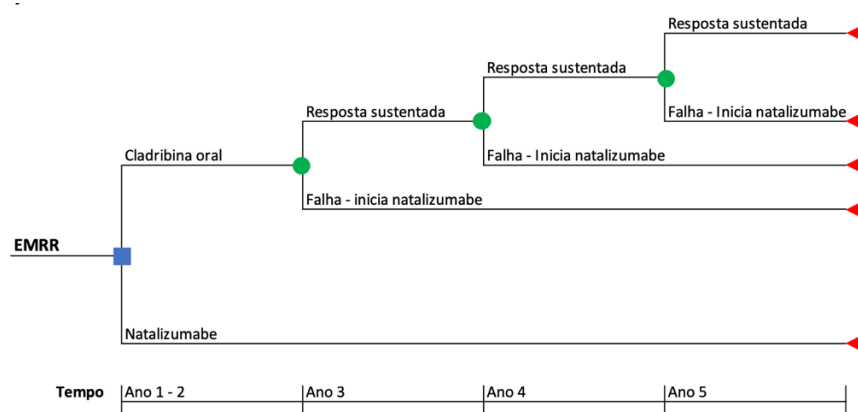 Resposta sustentada
Resposta sustentada
Resposta sustentada
Falha - Inicia natalizumabe
Cladribina oral
Falha - Inicia natalizumabe
Falha - inicia natalizumabe
EMRR
Natalizumabe
Tempo Ano 1 - 2 Ano 3 Ano 4 Ano 5